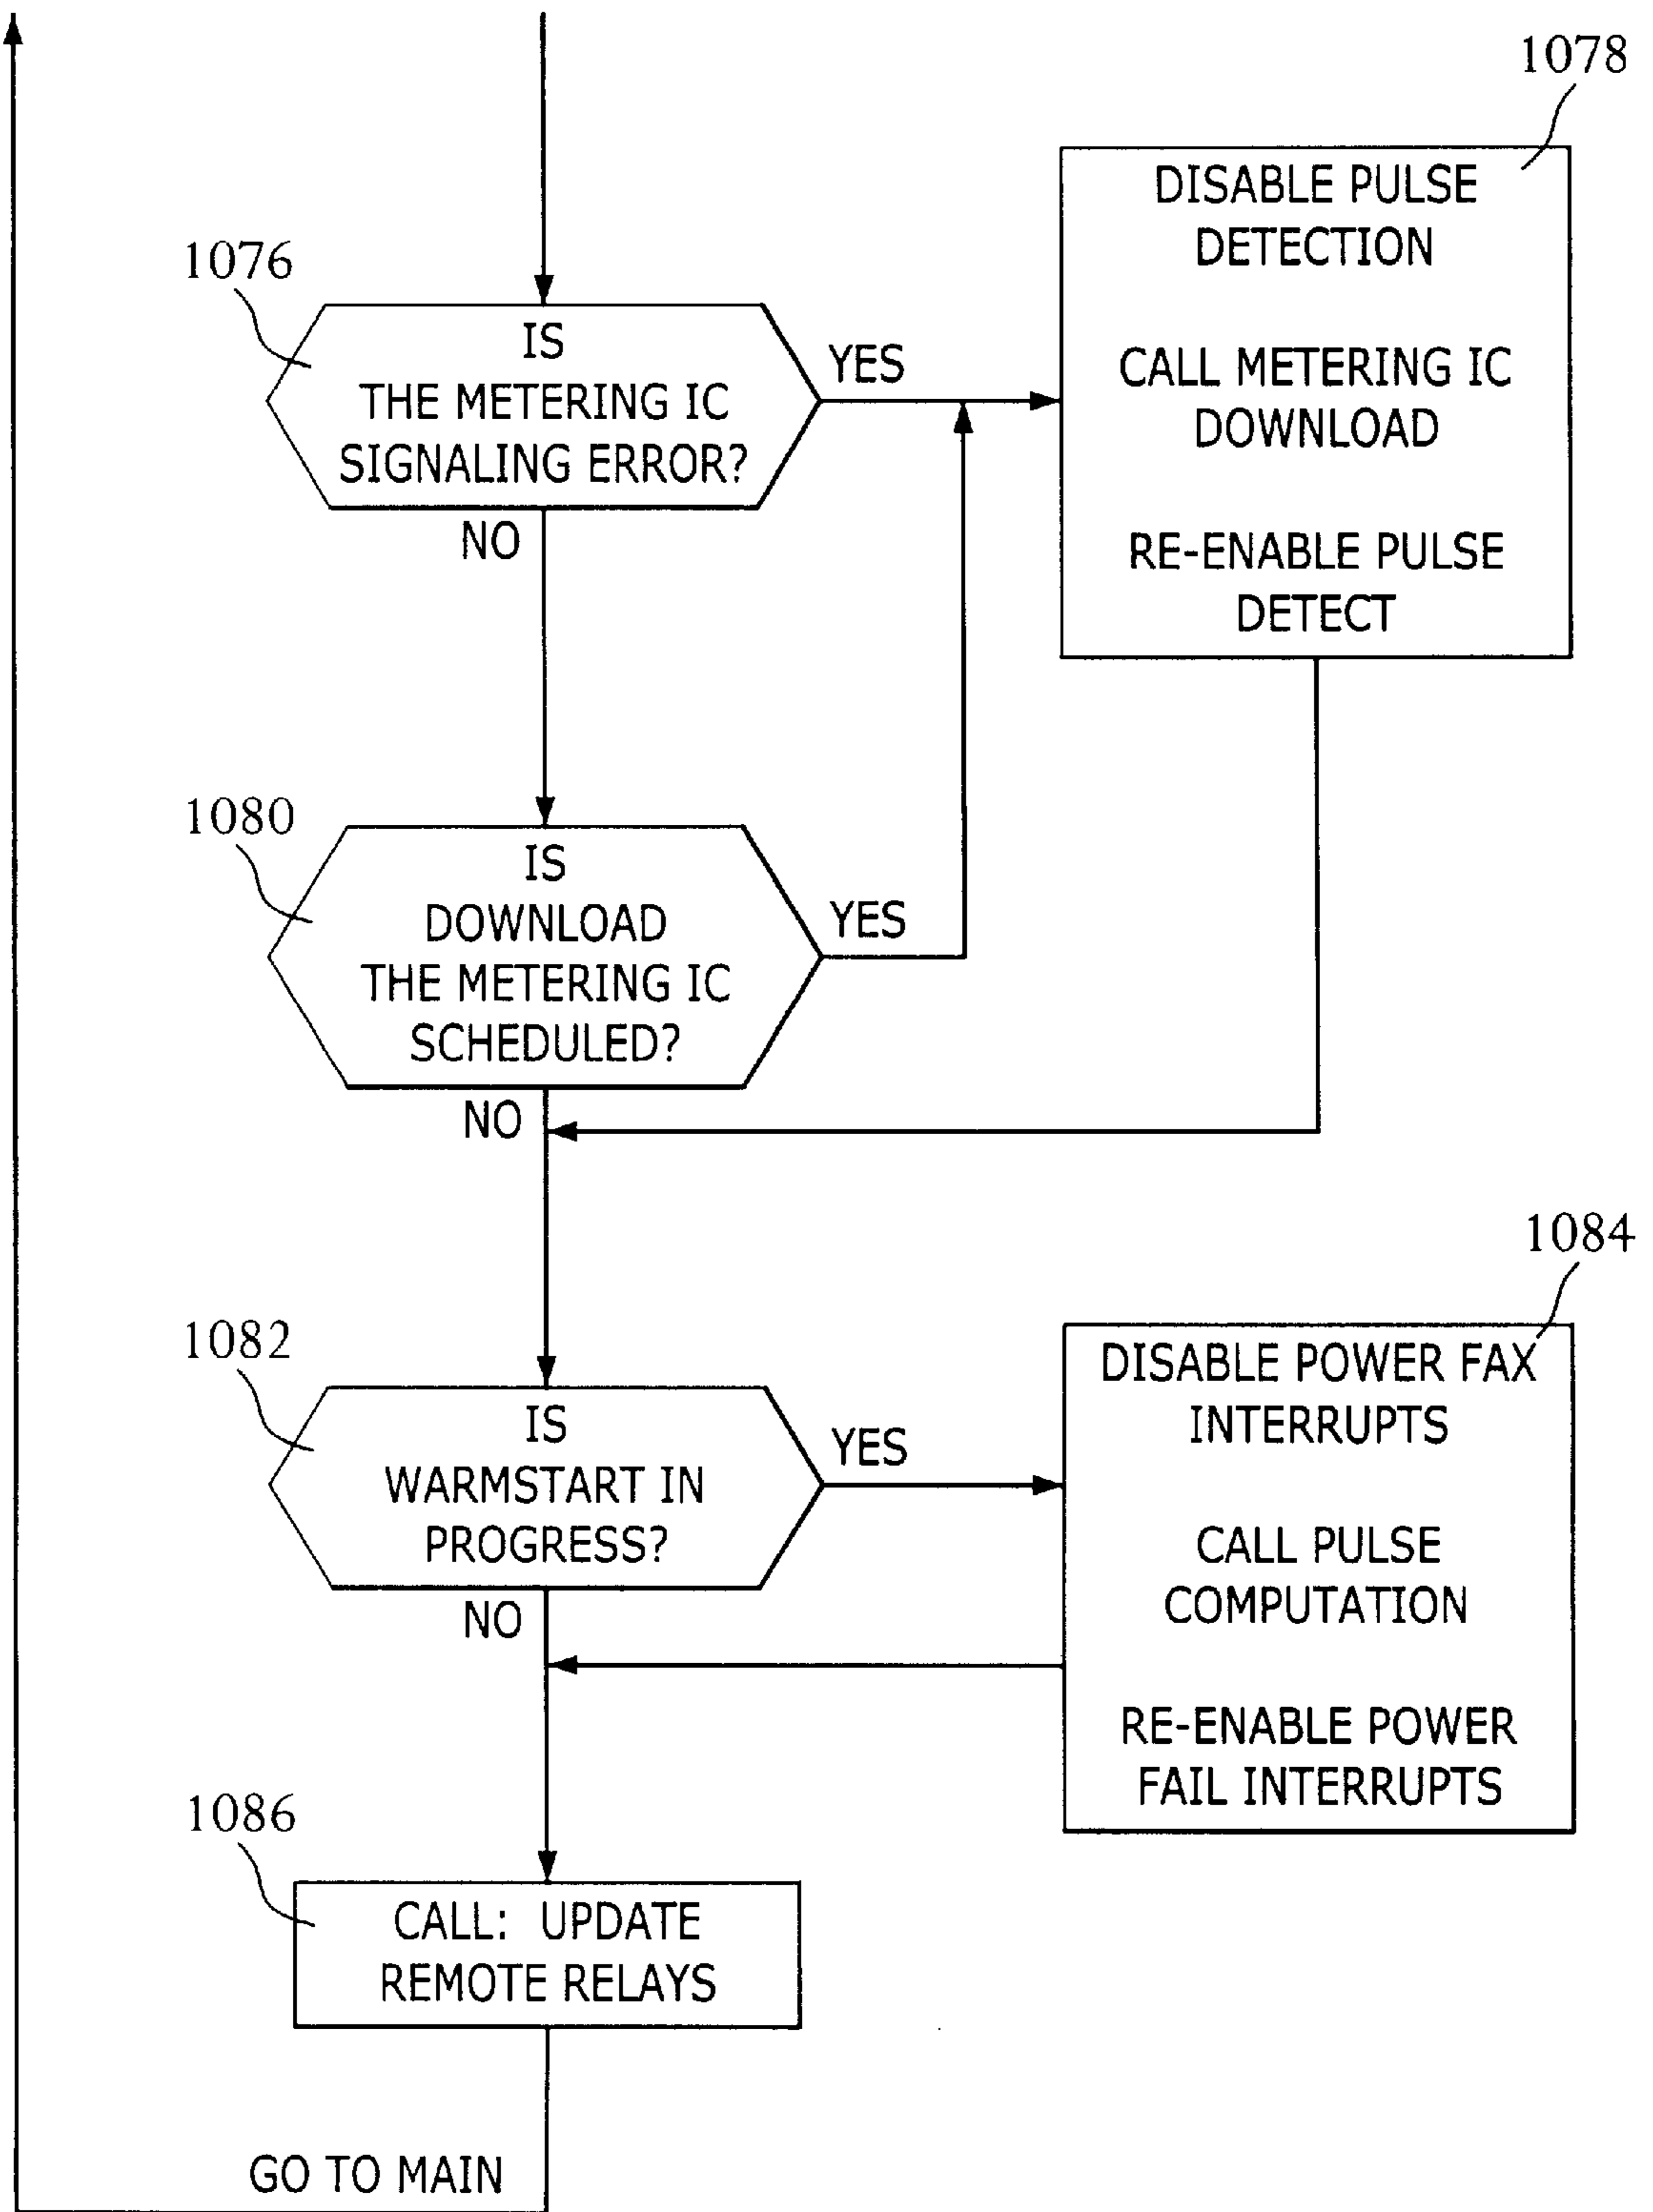 1078
DISABLE PULSE
DETECTION
CALL METERING IC
DOWNLOAD
RE-ENABLE PULSE
DETECT
1076
IS
THE METERING IC
SIGNALING ERROR?
YES
NO
1080
IS
DOWNLOAD
THE METERING IC
SCHEDULED?
YES
NO
1084
DISABLE POWER FAX
INTERRUPTS
CALL PULSE
COMPUTATION
RE-ENABLE POWER
FAIL INTERRUPTS
1082
IS
WARMSTART IN
PROGRESS?
YES
NO
1086
CALL: UPDATE
REMOTE RELAYS
GO TO MAIN